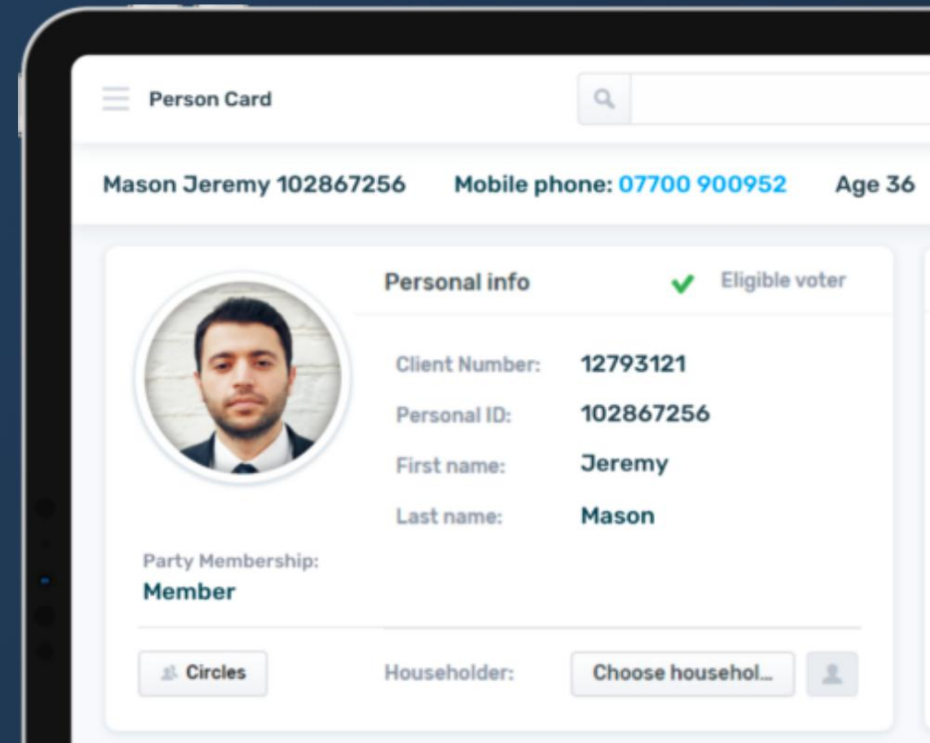 Person Card
Mason Jeremy 102867256 Mobile phone: 07700 900952 Age 36
Personal info Eligible voter
Client Number: 12793121
Personal ID: 102867256
First name: Jeremy
Last name: Mason
Party Membership:
Member
Circles Householder: Choose househol...